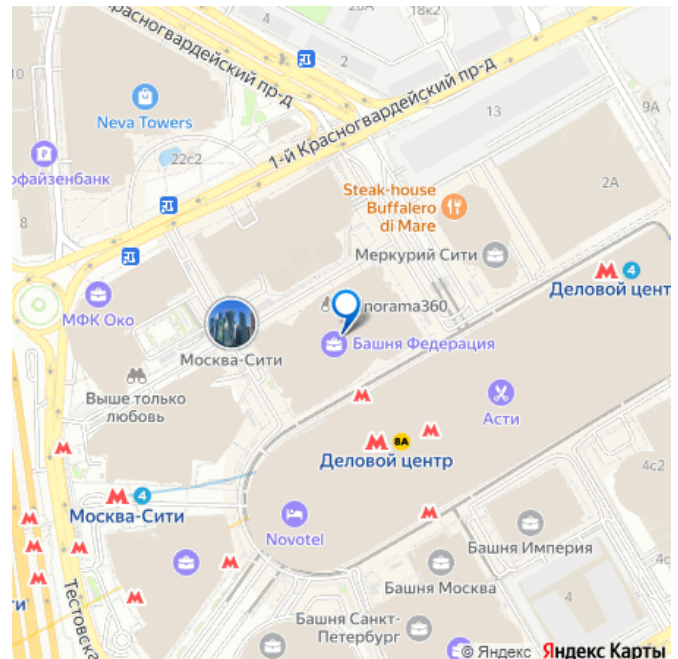 18к2
2
Красногвардейский пр-д
10
Neva Towers
1-й Красногвардейский пр-д
13
9А
22с2
2А
Steak-house
Buffalero
di Mare
8
Меркурий Сити
4
Деловой цент
МФК Око
norama360
Москва-Сити
Башня Федерация
Выше только
любовь
Асти
8А
Деловой центр
4с2
4
Москва-Сити
Novotel
Башня Империя
4с
Башня Москва
4
Тестовска
Башня Санкт-
Петербург
© Яндекс Яндекс Карты